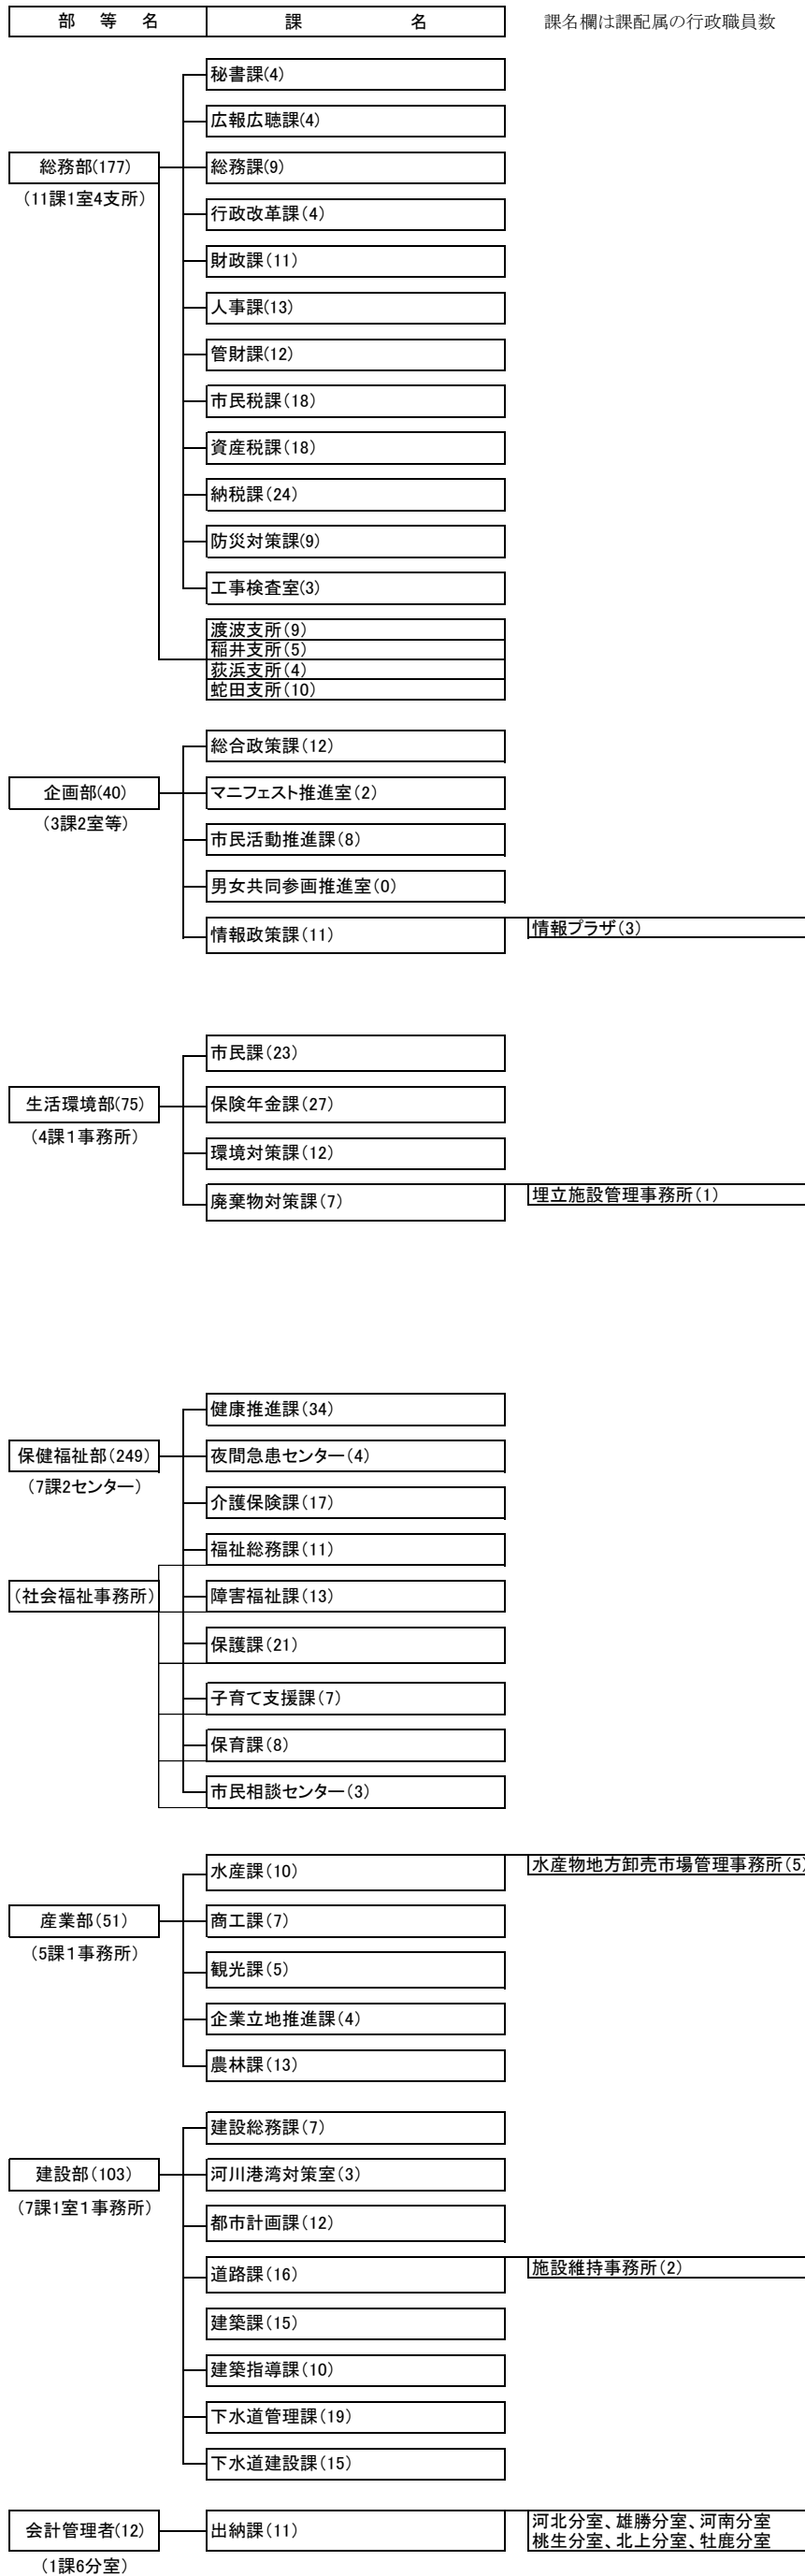 部 等 名 課 名 課名欄は課配属の行政職員数
秘書課(4)
広報広聴課(4)
総務部(177) 総務課(9)
(11課1室4支所)
行政改革課(4)
財政課(11)
人事課(13)
管財課(12)
市民税課(18)
資産税課(18)
納税課(24)
防災対策課(9)
工事検査室(3)
渡波支所(9)
稲井支所(5)
荻浜支所(4)
蛇田支所(10)
総合政策課(12)
企画部(40) マニフェスト推進室(2)
(3課2室等)
市民活動推進課(8)
男女共同参画推進室(0)
情報政策課(11) 情報プラザ(3)
市民課(23)
生活環境部(75) 保険年金課(27)
(4課1事務所)
環境対策課(12)
廃棄物対策課(7) 埋立施設管理事務所(1)
健康推進課(34)
保健福祉部(249) 夜間急患センター(4)
(7課2センター)
介護保険課(17)
福祉総務課(11)
(社会福祉事務所) 障害福祉課(13)
保護課(21)
子育て支援課(7)
保育課(8)
市民相談センター(3)
水産課(10) 水産物地方卸売市場管理事務所(5)
産業部(51) 商工課(7)
(5課1事務所)
観光課(5)
企業立地推進課(4)
農林課(13)
建設総務課(7)
建設部(103) 河川港湾対策室(3)
(7課1室1事務所)
都市計画課(12)
道路課(16) 施設維持事務所(2)
建築課(15)
建築指導課(10)
下水道管理課(19)
下水道建設課(15)
会計管理者(12) 出納課(11) 河北分室、雄勝分室、河南分室
桃生分室、北上分室、牡鹿分室
(1課6分室)